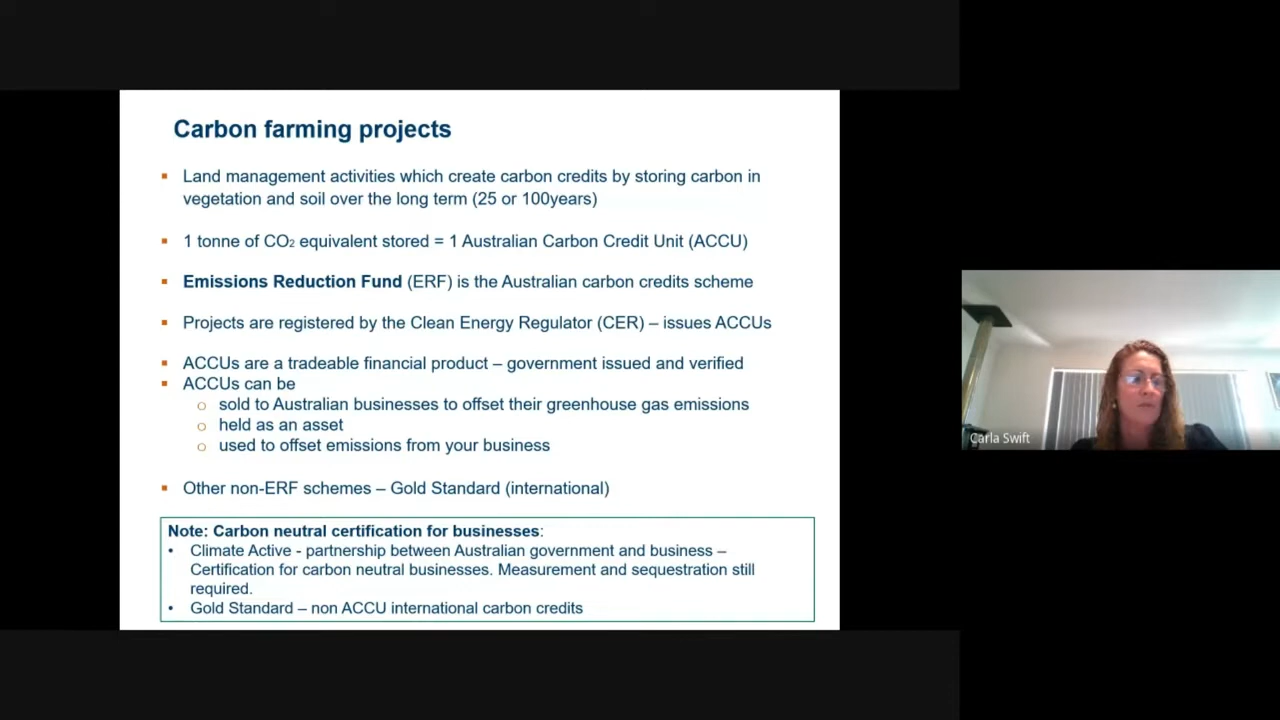 Carbon farming projects
▪ Land management activities which create carbon credits by storing carbon in
vegetation and soil over the long term (25 or 100years)
▪ 1 tonne of CO₂ equivalent stored = 1 Australian Carbon Credit Unit (ACCU)
▪ Emissions Reduction Fund (ERF) is the Australian carbon credits scheme
▪ Projects are registered by the Clean Energy Regulator (CER) – issues ACCUs
▪ ACCUs are a tradeable financial product – government issued and verified
▪ ACCUs can be
o sold to Australian businesses to offset their greenhouse gas emissions
o held as an asset
o used to offset emissions from your business
▪ Other non-ERF schemes – Gold Standard (international)
Note: Carbon neutral certification for businesses:
• Climate Active - partnership between Australian government and business –
Certification for carbon neutral businesses. Measurement and sequestration still
required.
• Gold Standard – non ACCU international carbon credits
Carla Swift